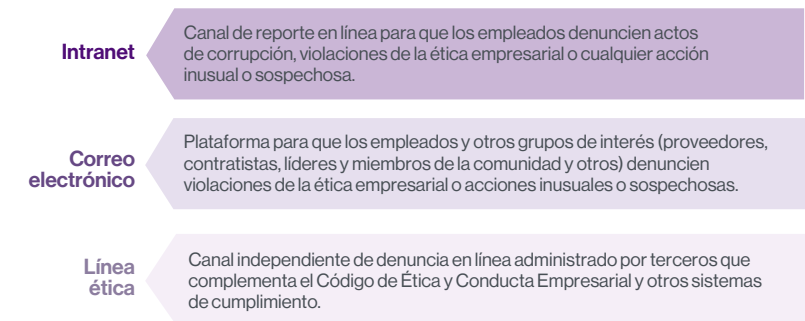 Intranet
Canal de reporte en línea para que los empleados denuncien actos
de corrupción, violaciones de la ética empresarial o cualquier acción
inusual o sospechosa.
Correo
electrónico
Plataforma para que los empleados y otros grupos de interés (proveedores,
contratistas, líderes y miembros de la comunidad y otros) denuncien
violaciones de la ética empresarial o acciones inusuales o sospechosas.
Línea
ética
Canal independiente de denuncia en línea administrado por terceros que
complementa el Código de Ética y Conducta Empresarial y otros sistemas
de cumplimiento.